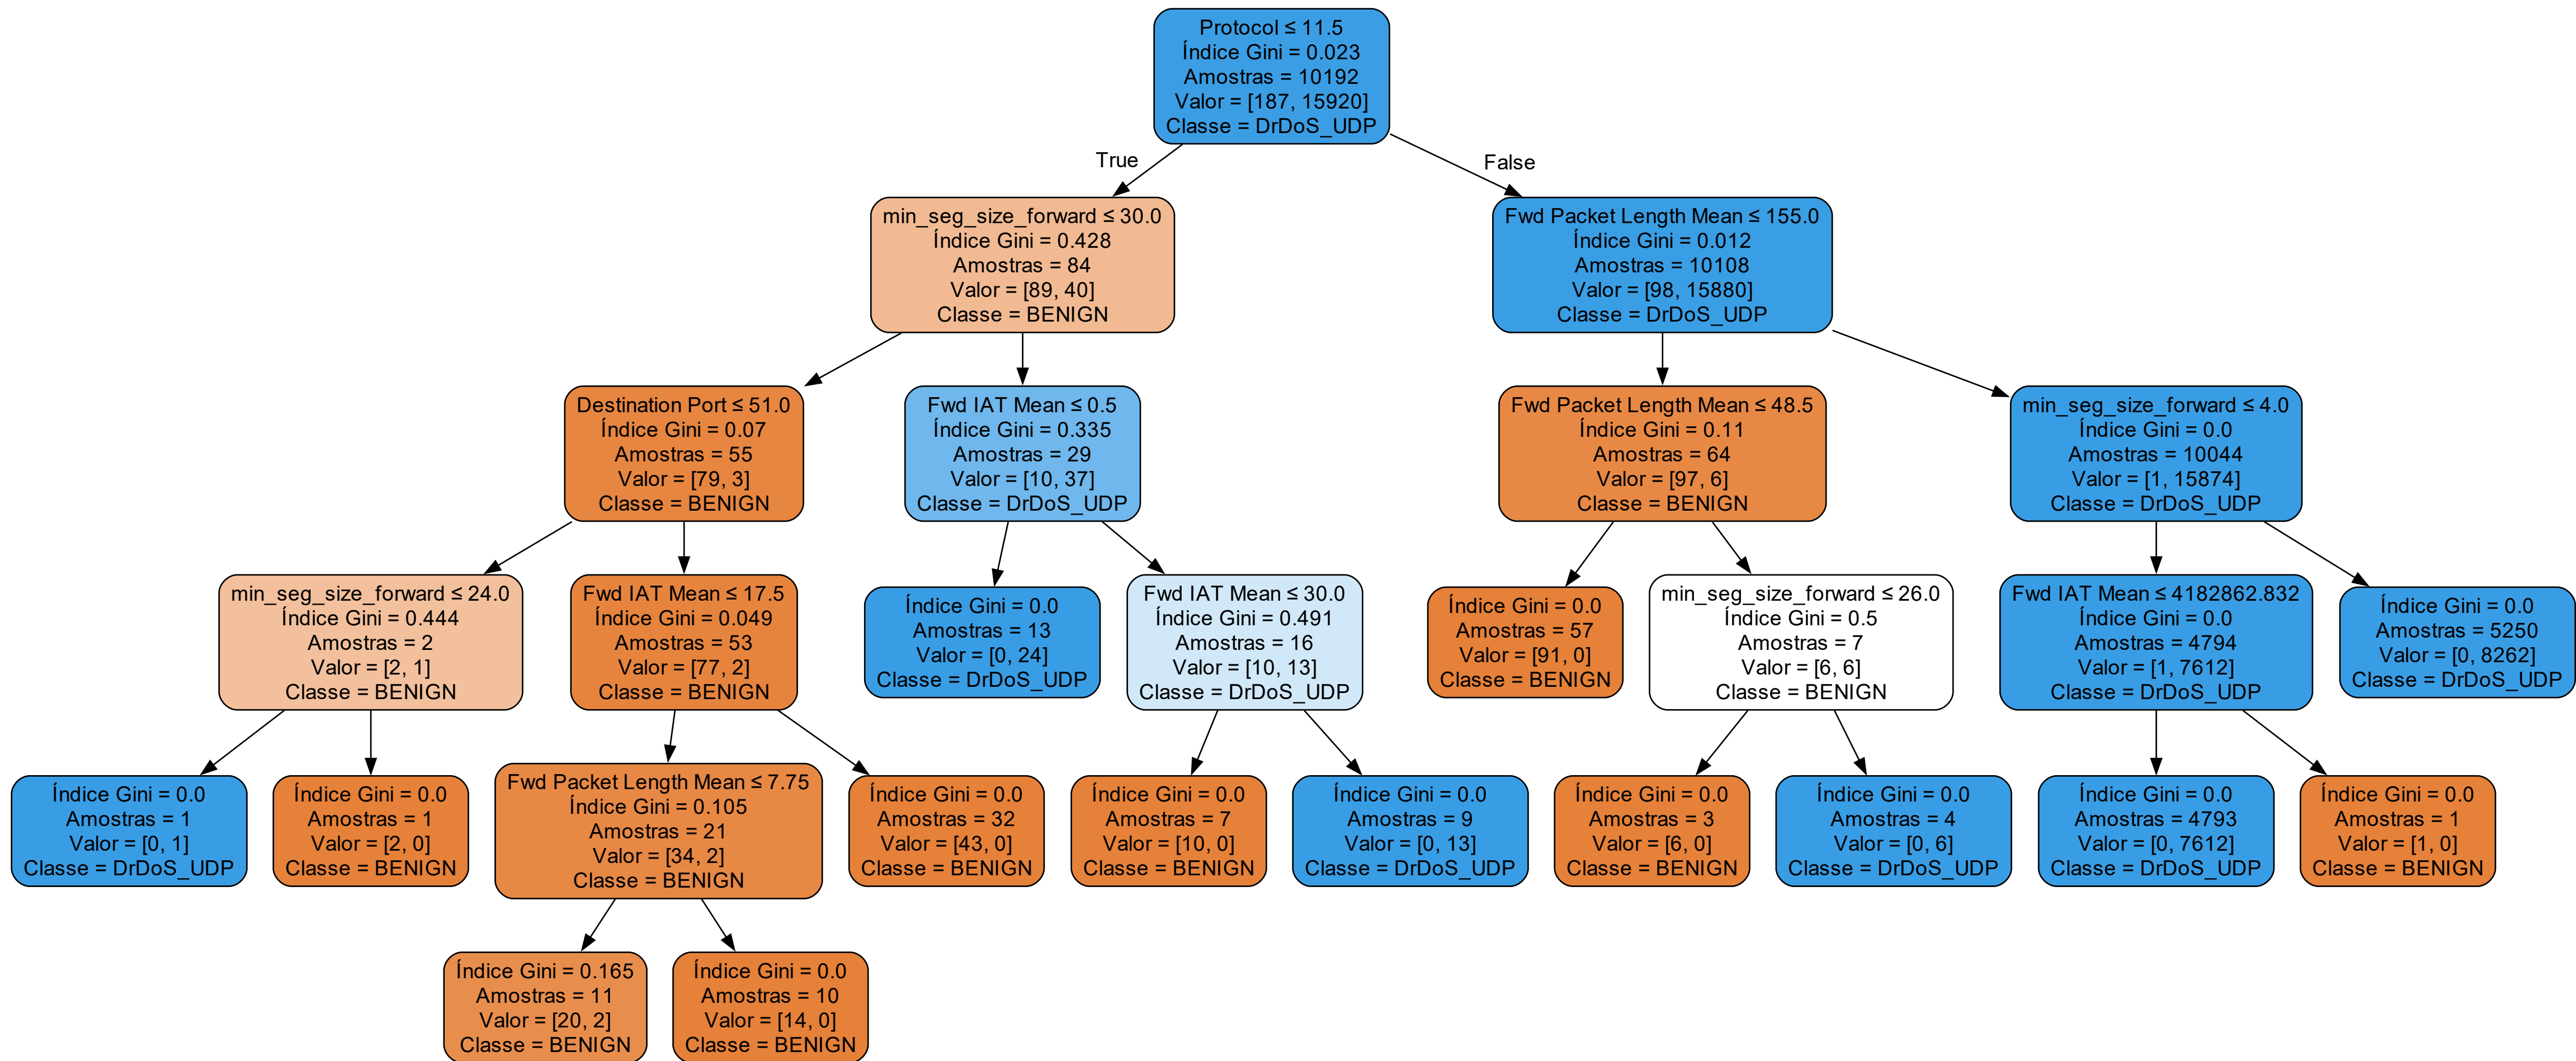 Protocol ≤ 11.5
Índice Gini = 0.023
Amostras = 10192
Valor = [187, 15920]
Classe = DrDoS_UDP
True
False
min_seg_size_forward ≤ 30.0
Índice Gini = 0.428
Amostras = 84
Valor = [89, 40]
Classe = BENIGN
Fwd Packet Length Mean ≤ 155.0
Índice Gini = 0.012
Amostras = 10108
Valor = [98, 15880]
Classe = DrDoS_UDP
Destination Port ≤ 51.0
Índice Gini = 0.07
Amostras = 55
Valor = [79, 3]
Classe = BENIGN
Fwd IAT Mean ≤ 0.5
Índice Gini = 0.335
Amostras = 29
Valor = [10, 37]
Classe = DrDoS_UDP
Fwd Packet Length Mean ≤ 48.5
Índice Gini = 0.11
Amostras = 64
Valor = [97, 6]
Classe = BENIGN
min_seg_size_forward ≤ 4.0
Índice Gini = 0.0
Amostras = 10044
Valor = [1, 15874]
Classe = DrDoS_UDP
min_seg_size_forward ≤ 24.0
Índice Gini = 0.444
Amostras = 2
Valor = [2, 1]
Classe = BENIGN
Fwd IAT Mean ≤ 17.5
Índice Gini = 0.049
Amostras = 53
Valor = [77, 2]
Classe = BENIGN
Índice Gini = 0.0
Amostras = 13
Valor = [0, 24]
Classe = DrDoS_UDP
Fwd IAT Mean ≤ 30.0
Índice Gini = 0.491
Amostras = 16
Valor = [10, 13]
Classe = DrDoS_UDP
Índice Gini = 0.0
Amostras = 57
Valor = [91, 0]
Classe = BENIGN
min_seg_size_forward ≤ 26.0
Índice Gini = 0.5
Amostras = 7
Valor = [6, 6]
Classe = BENIGN
Fwd IAT Mean ≤ 4182862.832
Índice Gini = 0.0
Amostras = 4794
Valor = [1, 7612]
Classe = DrDoS_UDP
Índice Gini = 0.0
Amostras = 5250
Valor = [0, 8262]
Classe = DrDoS_UDP
Índice Gini = 0.0
Amostras = 1
Valor = [0, 1]
Classe = DrDoS_UDP
Índice Gini = 0.0
Amostras = 1
Valor = [2, 0]
Classe = BENIGN
Fwd Packet Length Mean ≤ 7.75
Índice Gini = 0.105
Amostras = 21
Valor = [34, 2]
Classe = BENIGN
Índice Gini = 0.0
Amostras = 32
Valor = [43, 0]
Classe = BENIGN
Índice Gini = 0.0
Amostras = 7
Valor = [10, 0]
Classe = BENIGN
Índice Gini = 0.0
Amostras = 9
Valor = [0, 13]
Classe = DrDoS_UDP
Índice Gini = 0.0
Amostras = 3
Valor = [6, 0]
Classe = BENIGN
Índice Gini = 0.0
Amostras = 4
Valor = [0, 6]
Classe = DrDoS_UDP
Índice Gini = 0.0
Amostras = 4793
Valor = [0, 7612]
Classe = DrDoS_UDP
Índice Gini = 0.0
Amostras = 1
Valor = [1, 0]
Classe = BENIGN
Índice Gini = 0.165
Amostras = 11
Valor = [20, 2]
Classe = BENIGN
Índice Gini = 0.0
Amostras = 10
Valor = [14, 0]
Classe = BENIGN